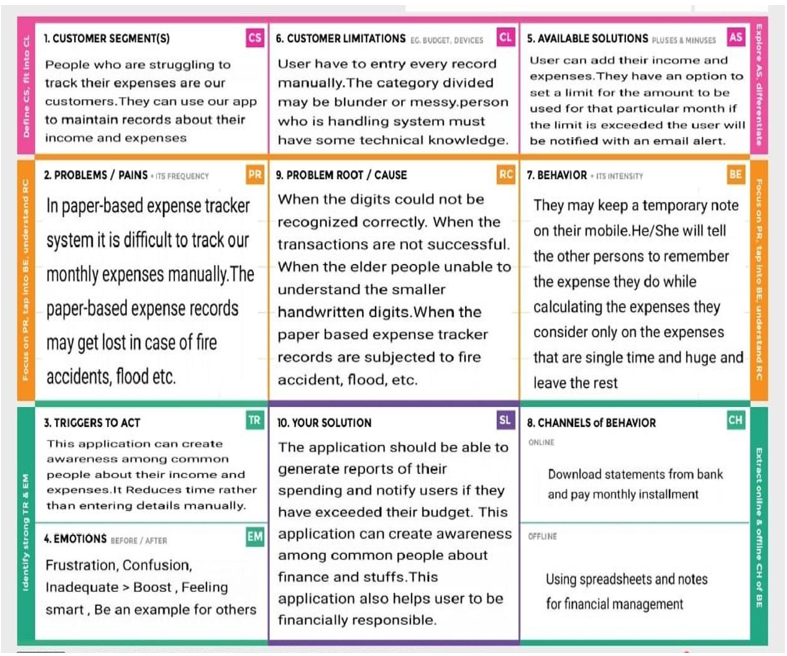 Define CS, fit into CL
1. CUSTOMER SEGMENT(S)
CS
People who are struggling to
track their expenses are our
customers.They can use our app
to maintain records about their
income and expenses
6. CUSTOMER LIMITATIONS EG. BUDGET, DEVICES
CL
User have to entry every record
manually.The category divided
may be blunder or messy.person
who is handling system must
have some technical knowledge.
5. AVAILABLE SOLUTIONS PLUSES & MINUSES
AS
User can add their income and
expenses.They have an option to
set a limit for the amount to be
used for that particular month if
the limit is exceeded the user will
be notified with an email alert.
Explore AS, differentiate
Focus on PR, tap into BE, understand RC
2. PROBLEMS / PAINS + ITS FREQUENCY
PR
In paper-based expense tracker
system it is difficult to track our
monthly expenses manually.The
paper-based expense records
may get lost in case of fire
accidents, flood etc.
9. PROBLEM ROOT / CAUSE
RC
When the digits could not be
recognized correctly. When the
transactions are not successful.
When the elder people unable to
understand the smaller
handwritten digits.When the
paper based expense tracker
records are subjected to fire
accident, flood, etc.
7. BEHAVIOR + ITS INTENSITY
BE
They may keep a temporary note
on their mobile.He/She will tell
the other persons to remember
the expense they do while
calculating the expenses they
consider only on the expenses
that are single time and huge and
leave the rest
Focus on PR, tap into BE, understand RC
Identify strong TR & EM
3. TRIGGERS TO ACT
TR
This application can create
awareness among common
people about their income and
expenses.It Reduces time rather
than entering details manually.
4. EMOTIONS BEFORE / AFTER
EM
Frustration, Confusion,
Inadequate > Boost , Feeling
smart , Be an example for others
10. YOUR SOLUTION
SL
The application should be able to
generate reports of their
spending and notify users if they
have exceeded their budget. This
application can create awareness
among common people about
finance and stuffs.This
application also helps user to be
financially responsible.
8. CHANNELS of BEHAVIOR
CH
ONLINE
Download statements from bank
and pay monthly installment
OFFLINE
Using spreadsheets and notes
for financial management
Extract online & offline CH of BE